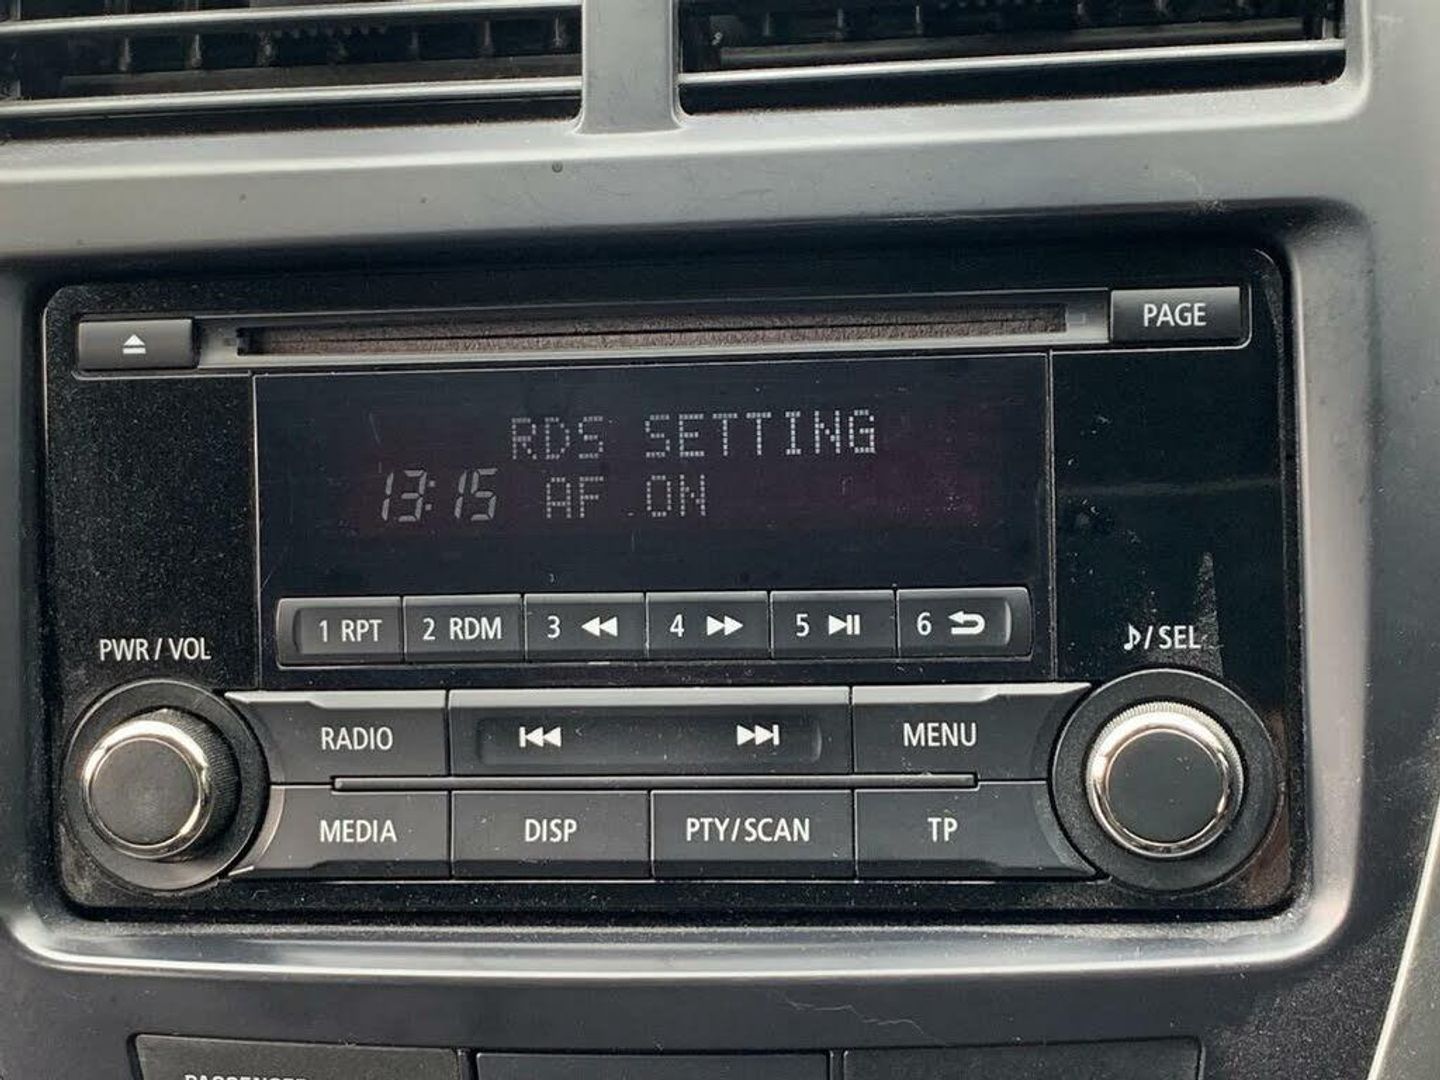 PAGE
RDS SETTING
13:15 AF ON
1 RPT 2 RDM 3 4 5 6
PWR / VOL
/ SEL
RADIO
MENU
MEDIA DISP PTY/SCAN TP
PASSENGER